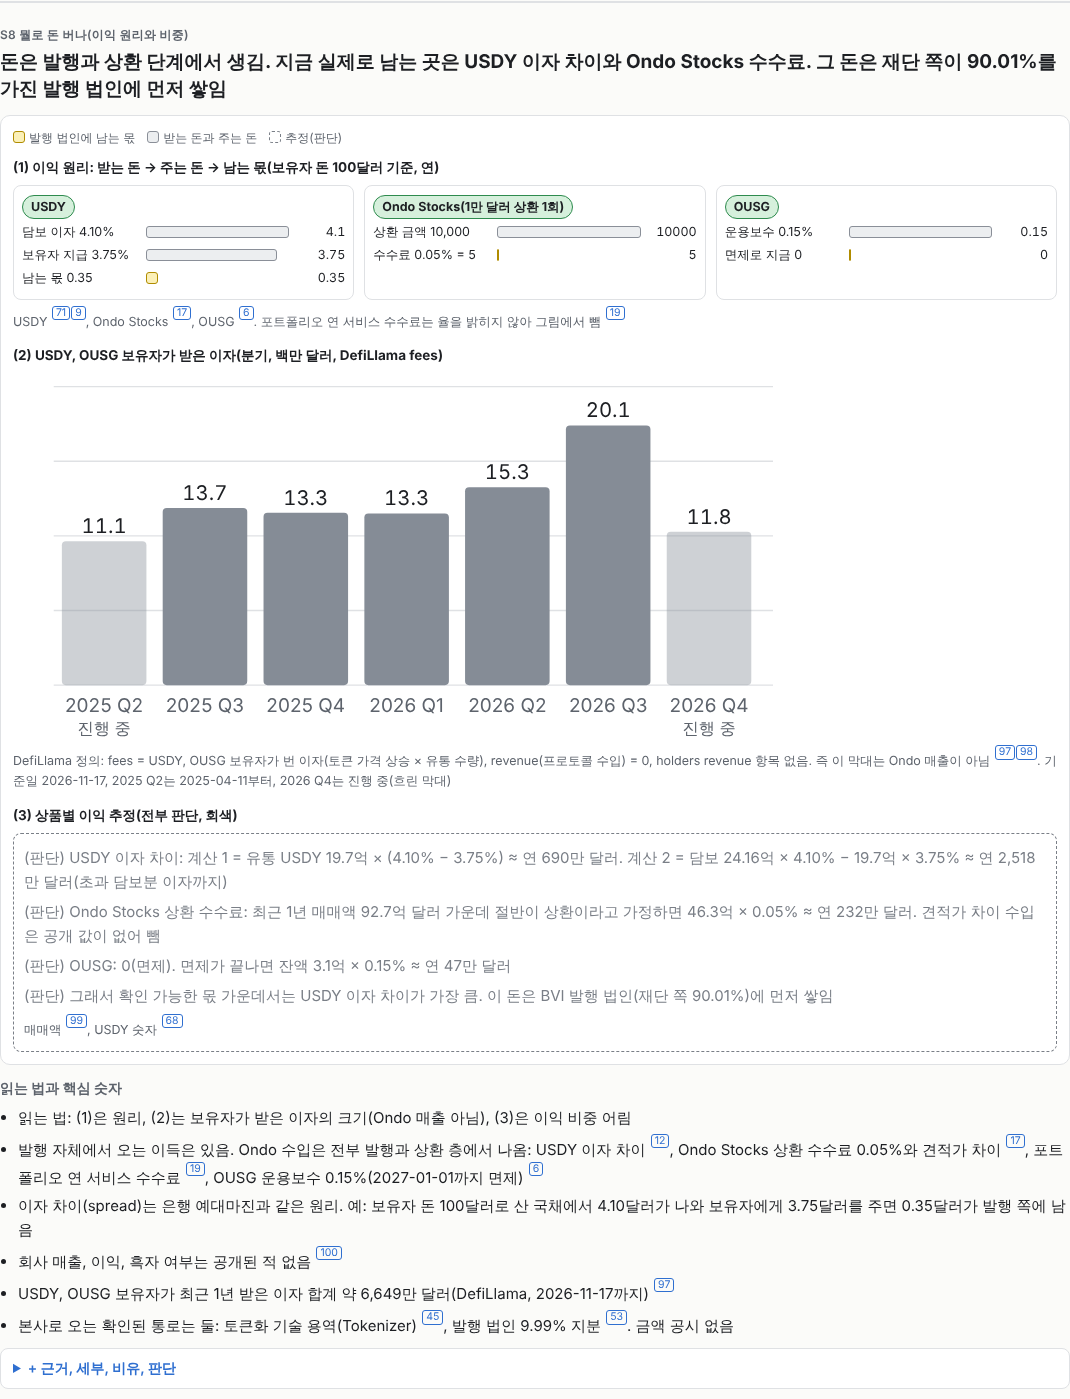 S8 뭘로 돈 버나(이익 원리와 비중)
돈은 발행과 상환 단계에서 생김. 지금 실제로 남는 곳은 USDY 이자 차이와 Ondo Stocks 수수료. 그 돈은 재단 쪽이 90.01%를
가진 발행 법인에 먼저 쌓임
발행 법인에 남는 몫 받는 돈과 주는 돈 추정(판단)
(1) 이익 원리: 받는 돈 → 주는 돈 → 남는 몫(보유자 돈 100달러 기준, 연)
USDY
담보 이자 4.10% 4.1
보유자 지급 3.75% 3.75
남는 몫 0.35 0.35
Ondo Stocks(1만 달러 상환 1회)
상환 금액 10,000 10000
수수료 0.05% = 5 5
OUSG
운용보수 0.15% 0.15
면제로 지금 0 0
USDY 71 9, Ondo Stocks 17, OUSG 6. 포트폴리오 연 서비스 수수료는 율을 밝히지 않아 그림에서 뺌 19
(2) USDY, OUSG 보유자가 받은 이자(분기, 백만 달러, DefiLlama fees)
11.1 13.7 13.3 13.3 15.3 20.1 11.8
2025 Q2 2025 Q3 2025 Q4 2026 Q1 2026 Q2 2026 Q3 2026 Q4
진행 중 진행 중
DefiLlama 정의: fees = USDY, OUSG 보유자가 번 이자(토큰 가격 상승 × 유통 수량), revenue(프로토콜 수입) = 0, holders revenue 항목 없음. 즉 이 막대는 Ondo 매출이 아님 97 98. 기
준일 2026-11-17, 2025 Q2는 2025-04-11부터, 2026 Q4는 진행 중(흐린 막대)
(3) 상품별 이익 추정(전부 판단, 회색)
(판단) USDY 이자 차이: 계산 1 = 유통 USDY 19.7억 × (4.10% − 3.75%) ≈ 연 690만 달러. 계산 2 = 담보 24.16억 × 4.10% − 19.7억 × 3.75% ≈ 연 2,518
만 달러(초과 담보분 이자까지)
(판단) Ondo Stocks 상환 수수료: 최근 1년 매매액 92.7억 달러 가운데 절반이 상환이라고 가정하면 46.3억 × 0.05% ≈ 연 232만 달러. 견적가 차이 수입
은 공개 값이 없어 뺌
(판단) OUSG: 0(면제). 면제가 끝나면 잔액 3.1억 × 0.15% ≈ 연 47만 달러
(판단) 그래서 확인 가능한 몫 가운데서는 USDY 이자 차이가 가장 큼. 이 돈은 BVI 발행 법인(재단 쪽 90.01%)에 먼저 쌓임
매매액 99, USDY 숫자 68
읽는 법과 핵심 숫자
• 읽는 법: (1)은 원리, (2)는 보유자가 받은 이자의 크기(Ondo 매출 아님), (3)은 이익 비중 어림
• 발행 자체에서 오는 이득은 있음. Ondo 수입은 전부 발행과 상환 층에서 나옴: USDY 이자 차이 12, Ondo Stocks 상환 수수료 0.05%와 견적가 차이 17, 포트
폴리오 연 서비스 수수료 19, OUSG 운용보수 0.15%(2027-01-01까지 면제) 6
• 이자 차이(spread)는 은행 예대마진과 같은 원리. 예: 보유자 돈 100달러로 산 국채에서 4.10달러가 나와 보유자에게 3.75달러를 주면 0.35달러가 발행 쪽에 남
음
• 회사 매출, 이익, 흑자 여부는 공개된 적 없음 100
• USDY, OUSG 보유자가 최근 1년 받은 이자 합계 약 6,649만 달러(DefiLlama, 2026-11-17까지) 97
• 본사로 오는 확인된 통로는 둘: 토큰화 기술 용역(Tokenizer) 45, 발행 법인 9.99% 지분 53. 금액 공시 없음
▶ + 근거, 세부, 비유, 판단